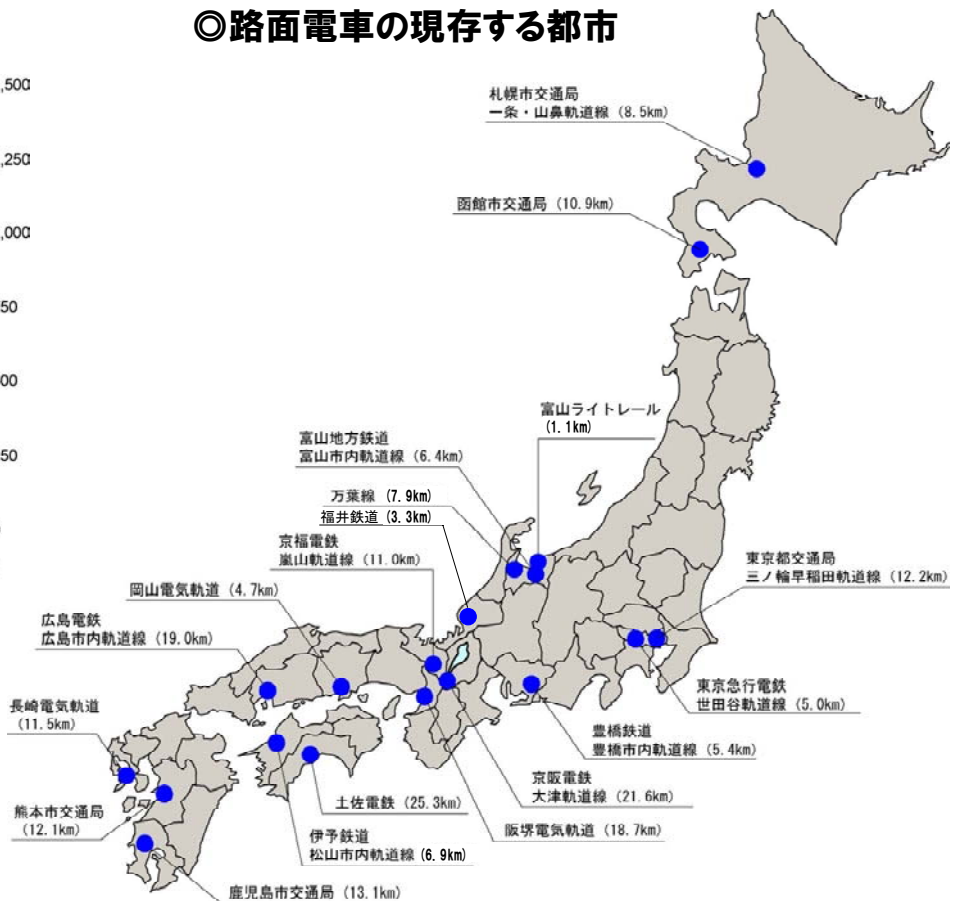 ◎路面電車の現存する都市
,500
,250
,000
50
00
50
札幌市交通局
一条・山鼻軌道線 (8.5km)
函館市交通局 (10.9km)
富山ライトレール
(1.1km)
富山地方鉄道
富山市内軌道線 (6.4km)
万葉線 (7.9km)
福井鉄道 (3.3km)
京福電鉄
嵐山軌道線 (11.0km)
東京都交通局
三ノ輪早稲田軌道線 (12.2km)
岡山電気軌道 (4.7km)
広島電鉄
広島市内軌道線 (19.0km)
東京急行電鉄
世田谷軌道線 (5.0km)
長崎電気軌道
(11.5km)
豊橋鉄道
豊橋市内軌道線 (5.4km)
京阪電鉄
大津軌道線 (21.6km)
土佐電鉄 (25.3km)
熊本市交通局
(12.1km)
阪堺電気軌道 (18.7km)
伊予鉄道
松山市内軌道線 (6.9km)
鹿児島市交通局 (13.1km)